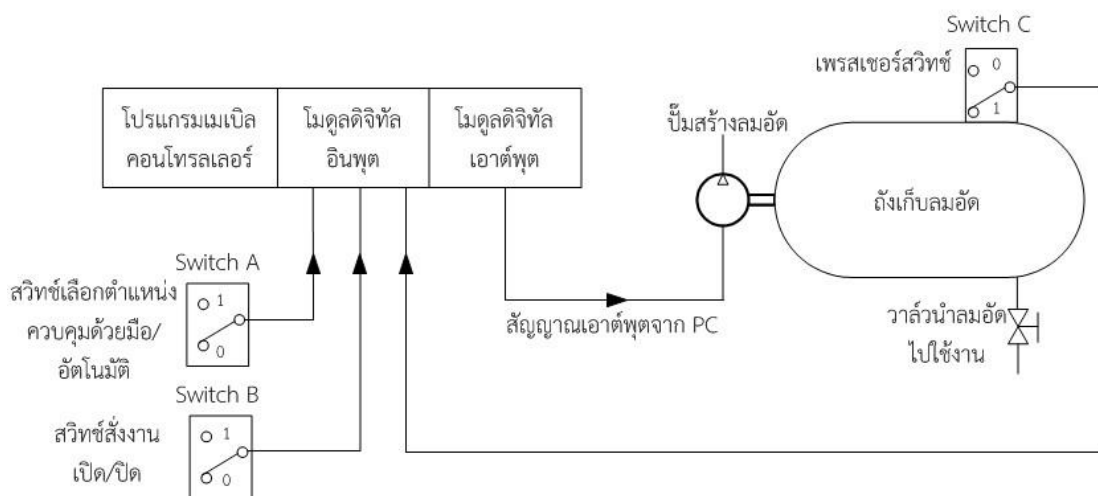 Switch C
เพรสเชอร์สวิทช์
0
1
โปรแกรมเมเบิล
คอนโทรลเลอร์
โมดูลดิจิทัล
อินพุต
โมดูลดิจิทัล
เอาต์พุต
ปั๊มสร้างลมอัด
ถังเก็บลมอัด
Switch A
สวิทช์เลือกตำแหน่ง
ควบคุมด้วยมือ/
อัตโนมัติ
1
0
สัญญาณเอาต์พุตจาก PC
วาล์วนำลมอัด
ไปใช้งาน
Switch B
สวิทช์สั่งงาน
เปิด/ปิด
1
0